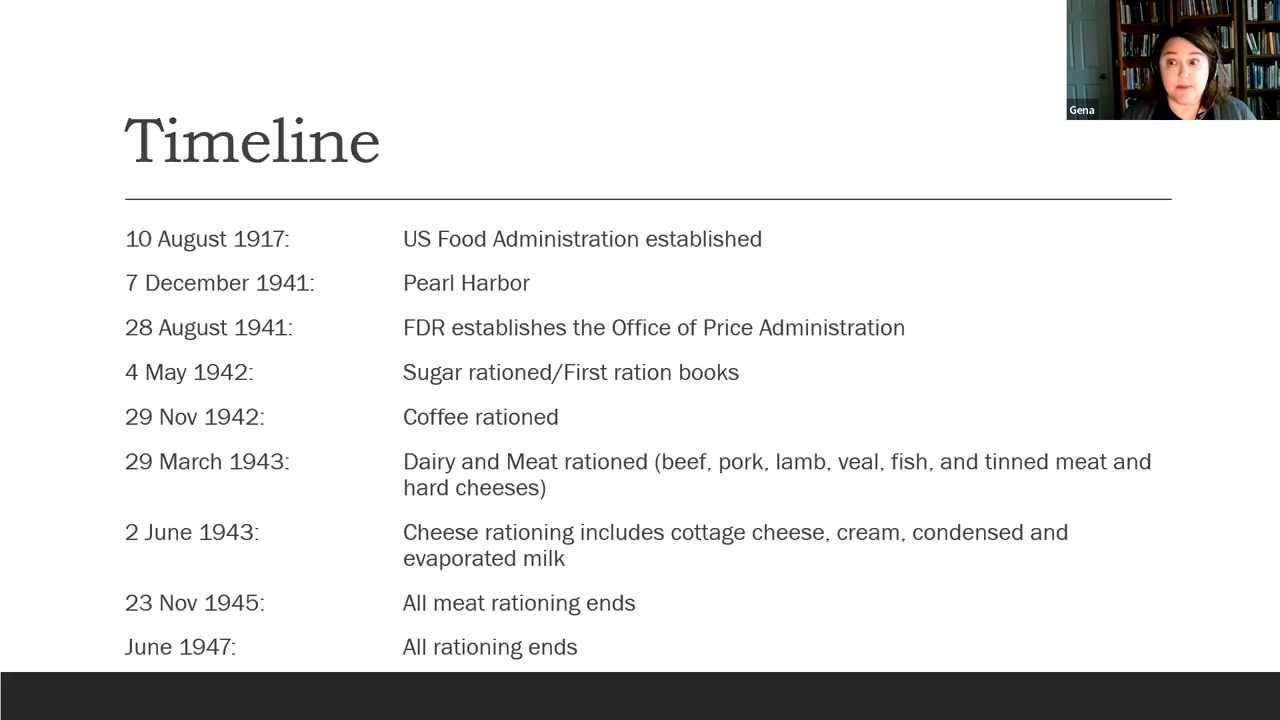 Gena
Timeline
10 August 1917: US Food Administration established
7 December 1941: Pearl Harbor
28 August 1941: FDR establishes the Office of Price Administration
4 May 1942: Sugar rationed/First ration books
29 Nov 1942: Coffee rationed
29 March 1943: Dairy and Meat rationed (beef, pork, lamb, veal, fish, and tinned meat and
hard cheeses)
2 June 1943: Cheese rationing includes cottage cheese, cream, condensed and
evaporated milk
23 Nov 1945: All meat rationing ends
June 1947: All rationing ends